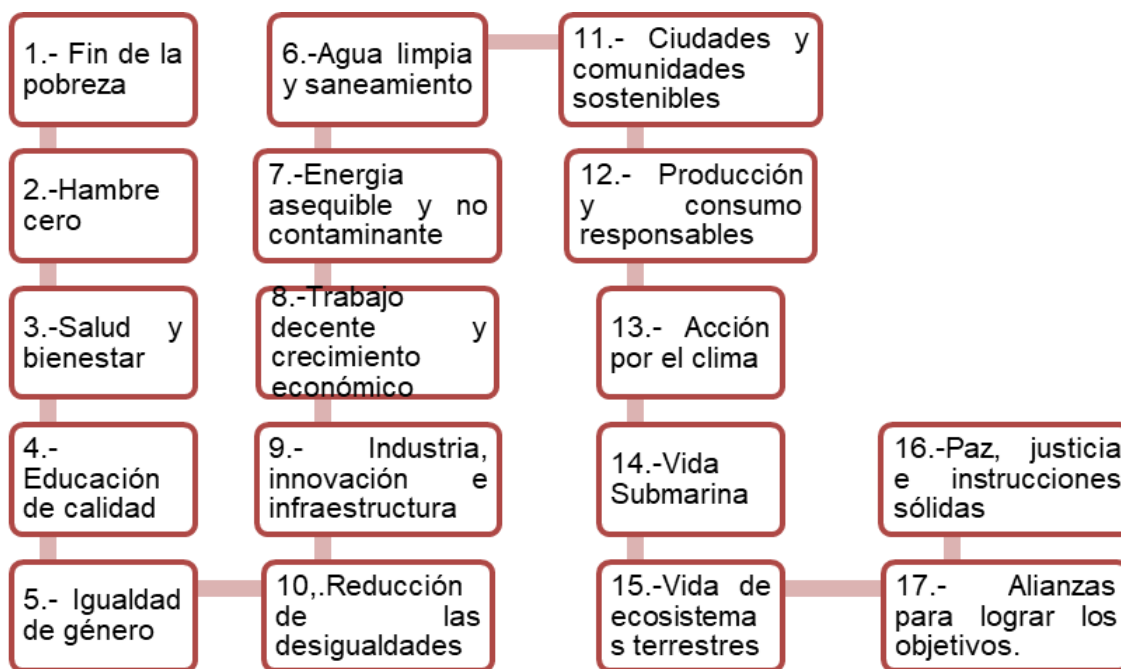 1.- Fin de la
pobreza
2.-Hambre
cero
3.-Salud y
bienestar
4.-
Educación
de calidad
5.- Igualdad
de género
6.-Agua limpia
y saneamiento
7.-Energia
asequible y no
contaminante
8.-Trabajo
decente y
crecimiento
económico
9.- Industria,
innovación e
infraestructura
10,.Reducción
de las
desigualdades
11.- Ciudades y
comunidades
sostenibles
12.- Producción
y consumo
responsables
13.- Acción
por el clima
14.-Vida
Submarina
15.-Vida de
ecosistema
s terrestres
16.-Paz, justicia
e instrucciones
sólidas
17.- Alianzas
para lograr los
objetivos.